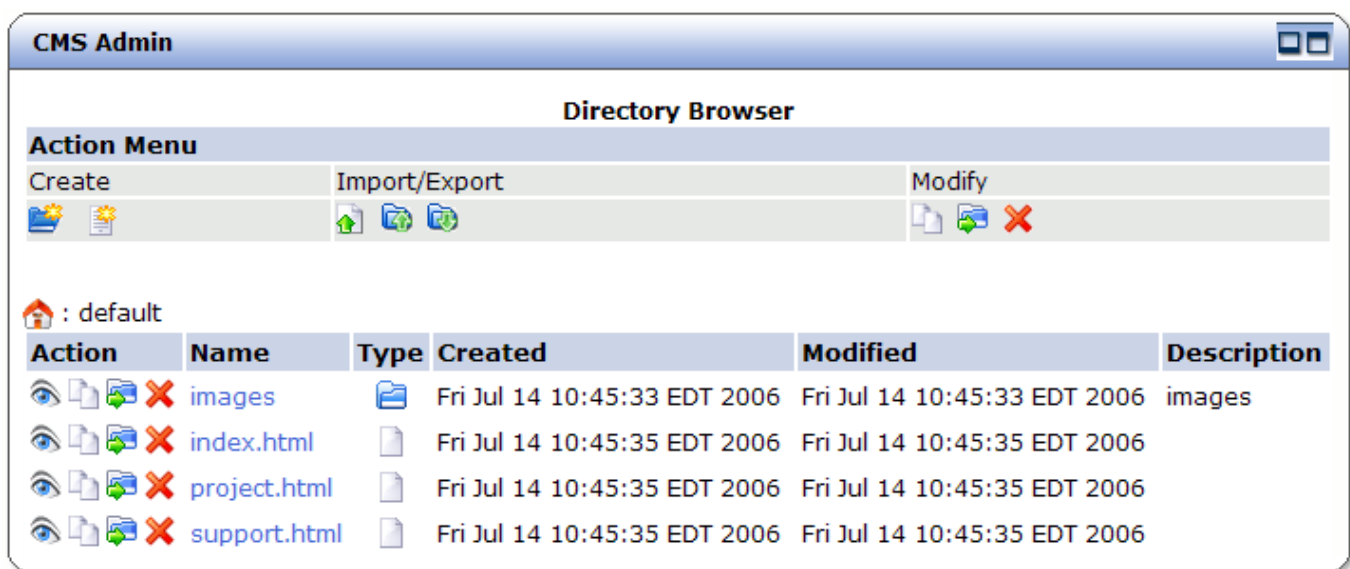 CMS Admin
Directory Browser
Action Menu
Create Import/Export Modify
: default
Action Name Type Created Modified Description
images Fri Jul 14 10:45:33 EDT 2006 Fri Jul 14 10:45:33 EDT 2006 images
index.html Fri Jul 14 10:45:35 EDT 2006 Fri Jul 14 10:45:35 EDT 2006
project.html Fri Jul 14 10:45:35 EDT 2006 Fri Jul 14 10:45:35 EDT 2006
support.html Fri Jul 14 10:45:35 EDT 2006 Fri Jul 14 10:45:35 EDT 2006